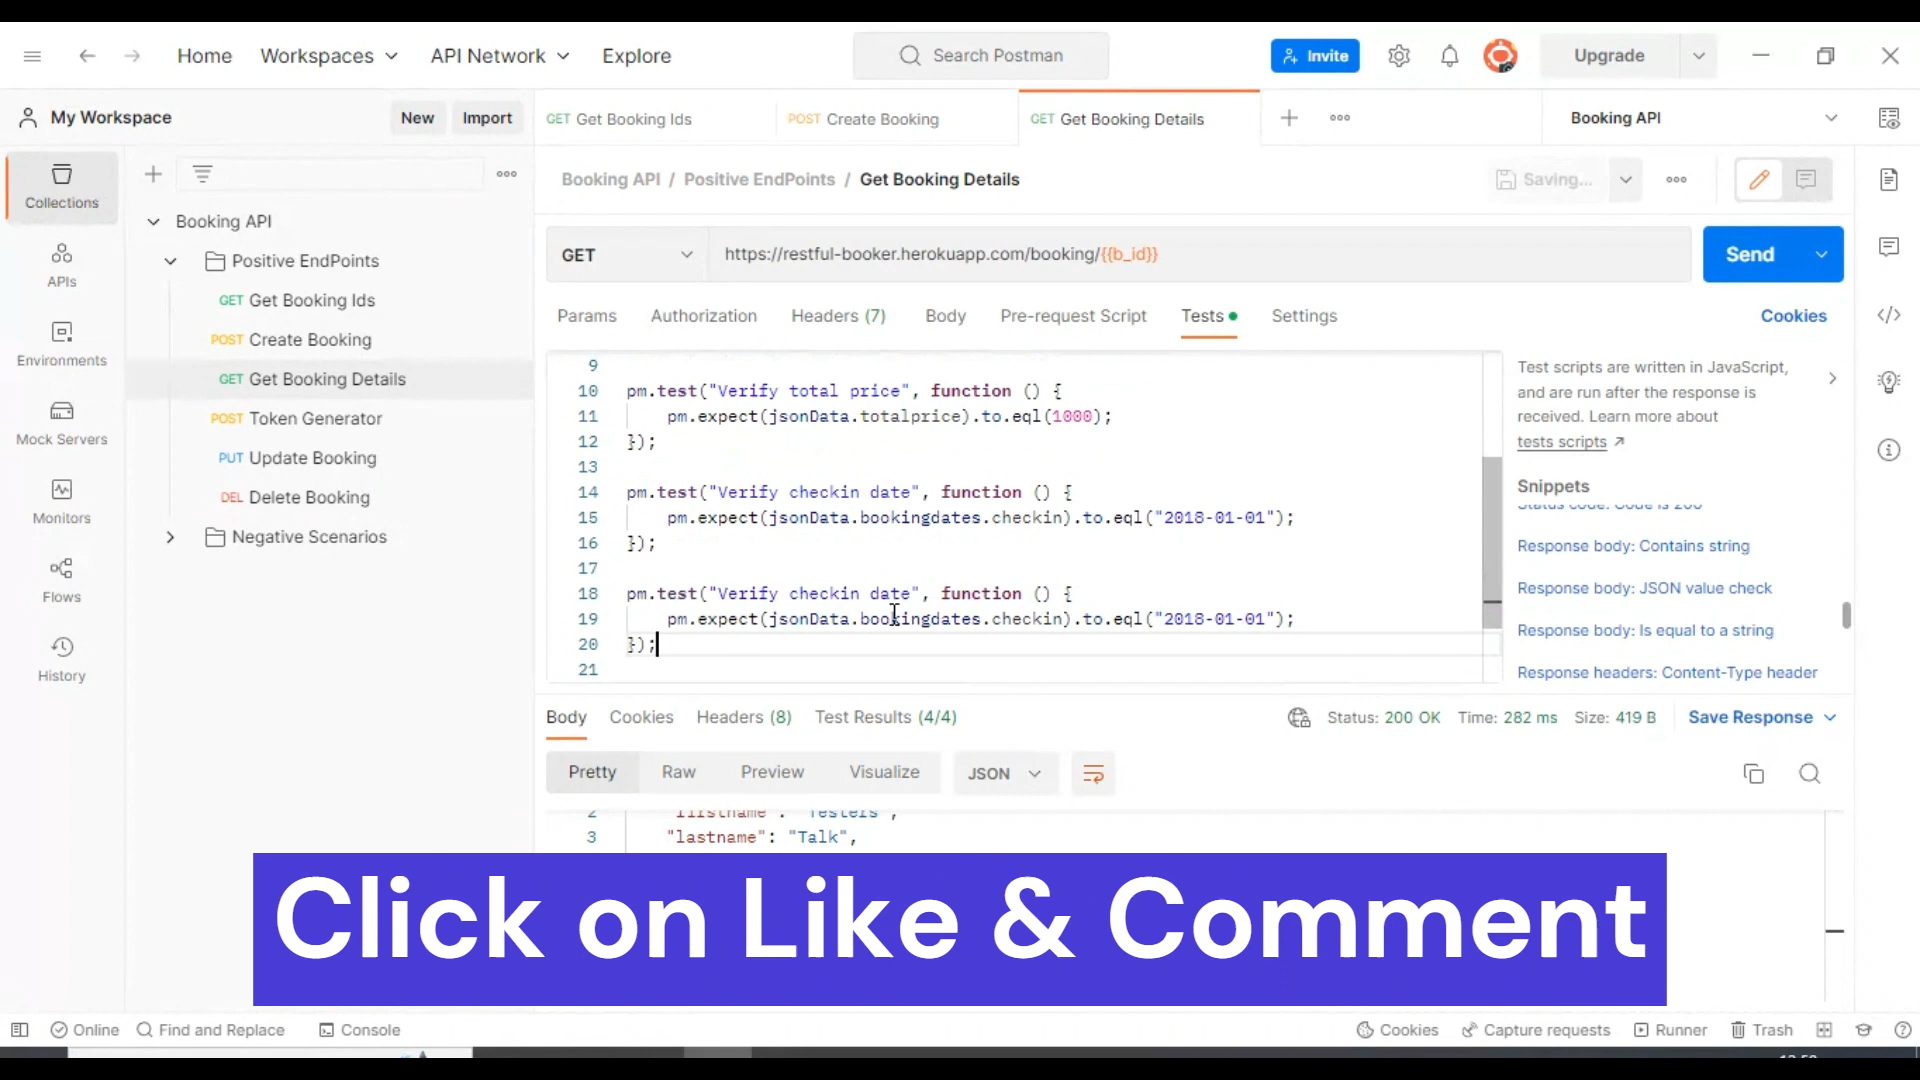 Home Workspaces API Network Explore Search Postman Invite Upgrade
My Workspace New Import GET Get Booking Ids POST Create Booking GET Get Booking Details Booking API
Collections
APIs
Environments
Mock Servers
Monitors
Flows
History
Booking API
Positive EndPoints
GET Get Booking Ids
POST Create Booking
GET Get Booking Details
POST Token Generator
PUT Update Booking
DEL Delete Booking
Negative Scenarios
Booking API / Positive EndPoints / Get Booking Details Saving...
GET https://restful-booker.herokuapp.com/booking/{{b_id}} Send
Params Authorization Headers (7) Body Pre-request Script Tests Settings Cookies
9
10 pm.test("Verify total price", function () {
11 pm.expect(jsonData.totalprice).to.eql(1000);
12 });
13
14 pm.test("Verify checkin date", function () {
15 pm.expect(jsonData.bookingdates.checkin).to.eql("2018-01-01");
16 });
17
18 pm.test("Verify checkin date", function () {
19 pm.expect(jsonData.bookingdates.checkin).to.eql("2018-01-01");
20 });
21
Test scripts are written in JavaScript,
and are run after the response is
received. Learn more about
tests scripts ↗
Snippets
Status code: Code is 200
Response body: Contains string
Response body: JSON value check
Response body: Is equal to a string
Response headers: Content-Type header
Body Cookies Headers (8) Test Results (4/4) Status: 200 OK Time: 282 ms Size: 419 B Save Response
Pretty Raw Preview Visualize JSON
2 "firstname": "Testers",
3 "lastname": "Talk",
Click on Like & Comment
Online Find and Replace Console Cookies Capture requests Runner Trash